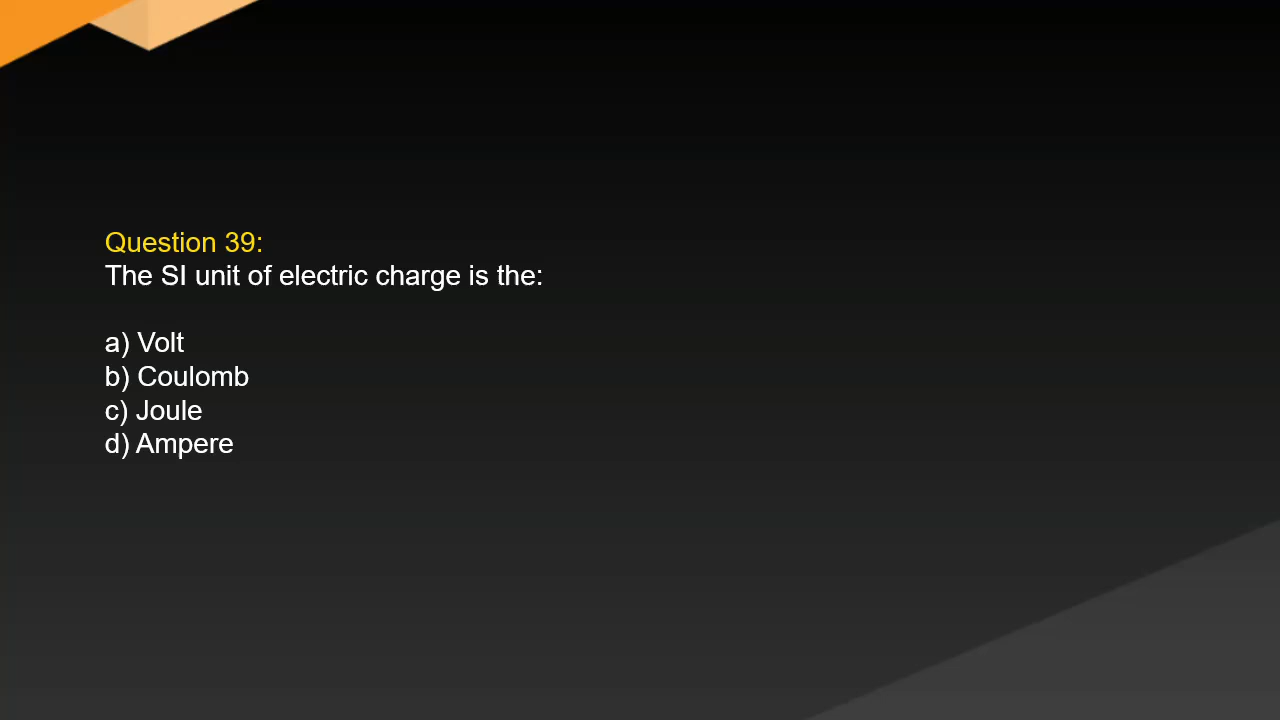 Question 39:
The SI unit of electric charge is the:
a) Volt
b) Coulomb
c) Joule
d) Ampere